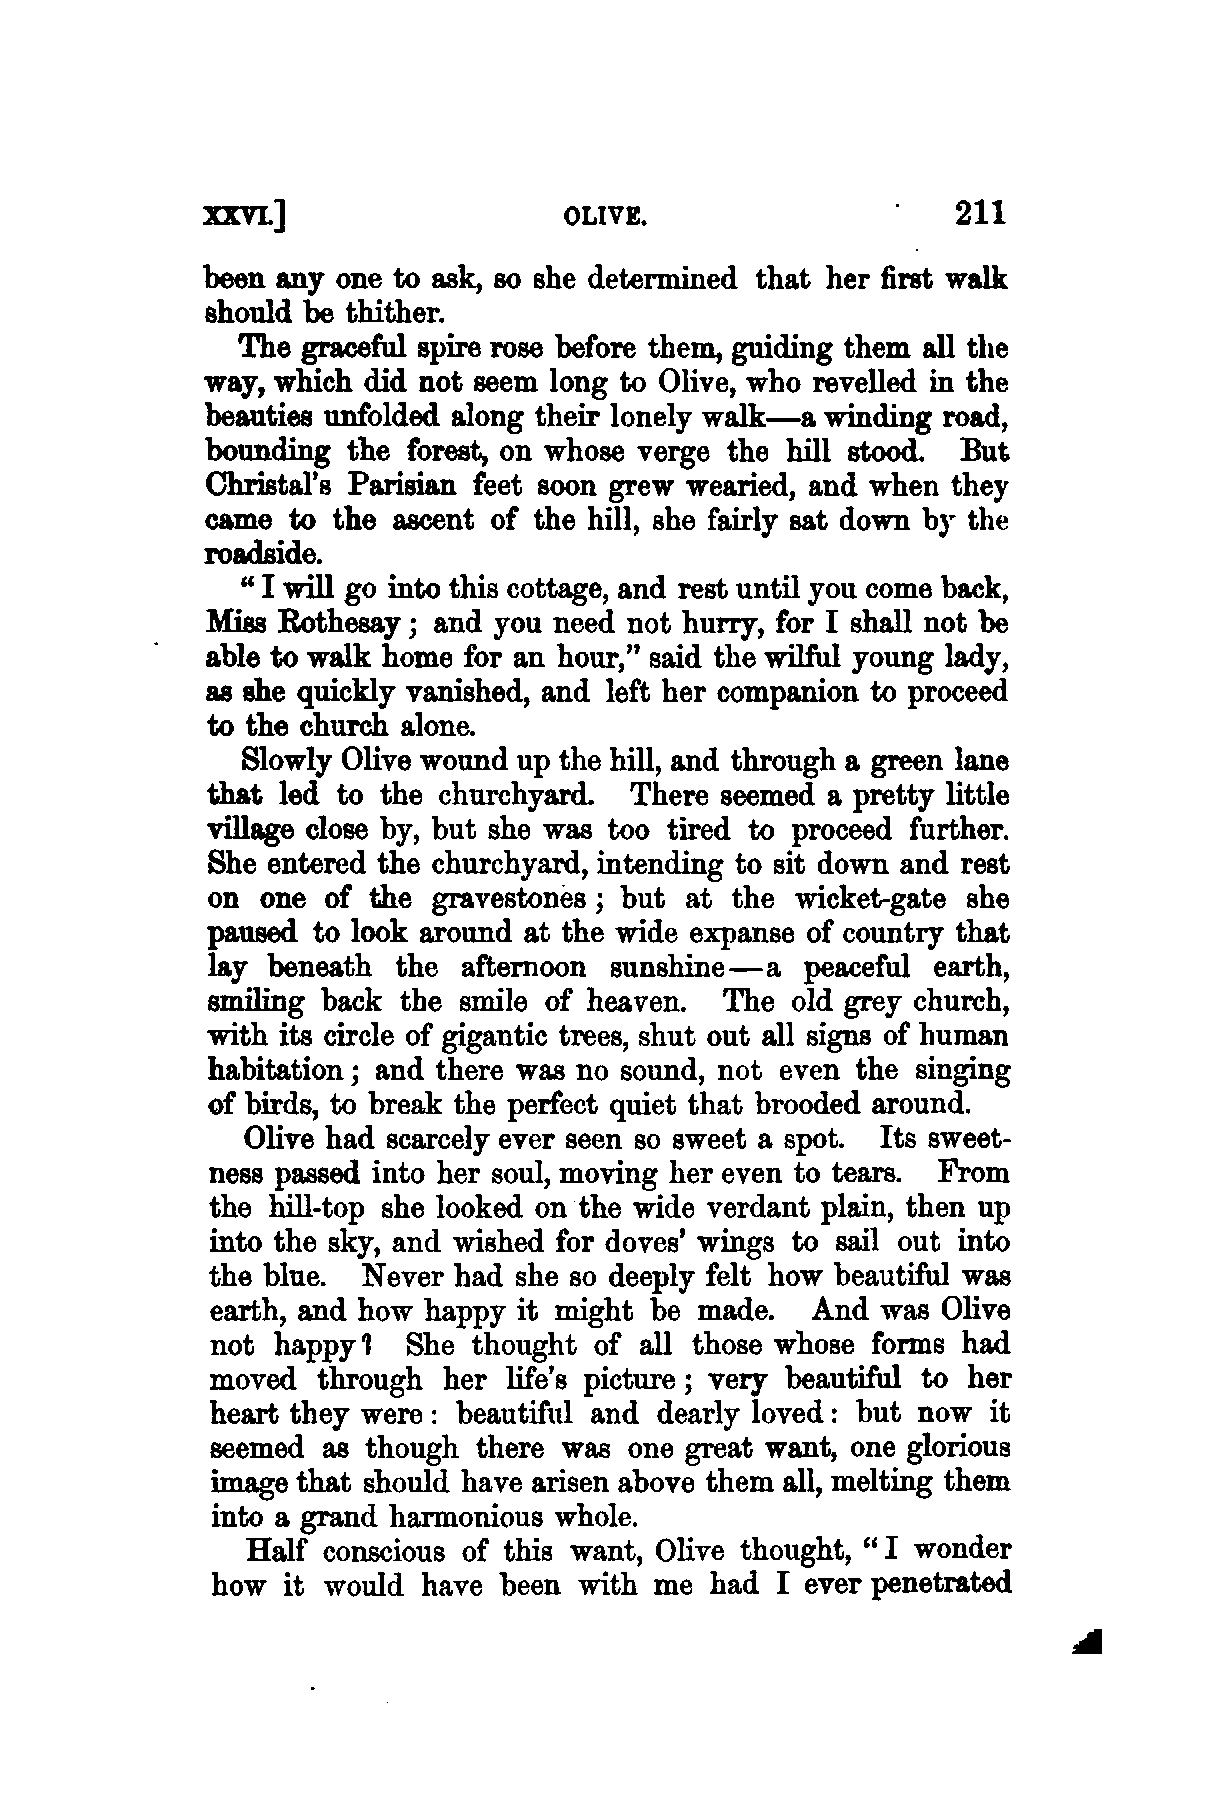 XXVI.] OLIVE. 211
been any one to ask, so she determined that her first walk
should be thither.
The graceful spire rose before them, guiding them all the
way, which did not seem long to Olive, who revelled in the
beauties unfolded along their lonely walk—a winding road,
bounding the forest, on whose verge the hill stood. But
Christal's Parisian feet soon grew wearied, and when they
came to the ascent of the hill, she fairly sat down by the
roadside.
"I will go into this cottage, and rest until you come back,
Miss Rothesay; and you need not hurry, for I shall not be
able to walk home for an hour," said the wilful young lady,
as she quickly vanished, and left her companion to proceed
to the church alone.
Slowly Olive wound up the hill, and through a green lane
that led to the churchyard. There seemed a pretty little
village close by, but she was too tired to proceed further.
She entered the churchyard, intending to sit down and rest
on one of the gravestones; but at the wicket-gate she
paused to look around at the wide expanse of country that
lay beneath the afternoon sunshine—a peaceful earth,
smiling back the smile of heaven. The old grey church,
with its circle of gigantic trees, shut out all signs of human
habitation; and there was no sound, not even the singing
of birds, to break the perfect quiet that brooded around.
Olive had scarcely ever seen so sweet a spot. Its sweet-
ness passed into her soul, moving her even to tears. From
the hill-top she looked on the wide verdant plain, then up
into the sky, and wished for doves' wings to sail out into
the blue. Never had she so deeply felt how beautiful was
earth, and how happy it might be made. And was Olive
not happy? She thought of all those whose forms had
moved through her life's picture; very beautiful to her
heart they were: beautiful and dearly loved: but now it
seemed as though there was one great want, one glorious
image that should have arisen above them all, melting them
into a grand harmonious whole.
Half conscious of this want, Olive thought, "I wonder
how it would have been with me had I ever penetrated